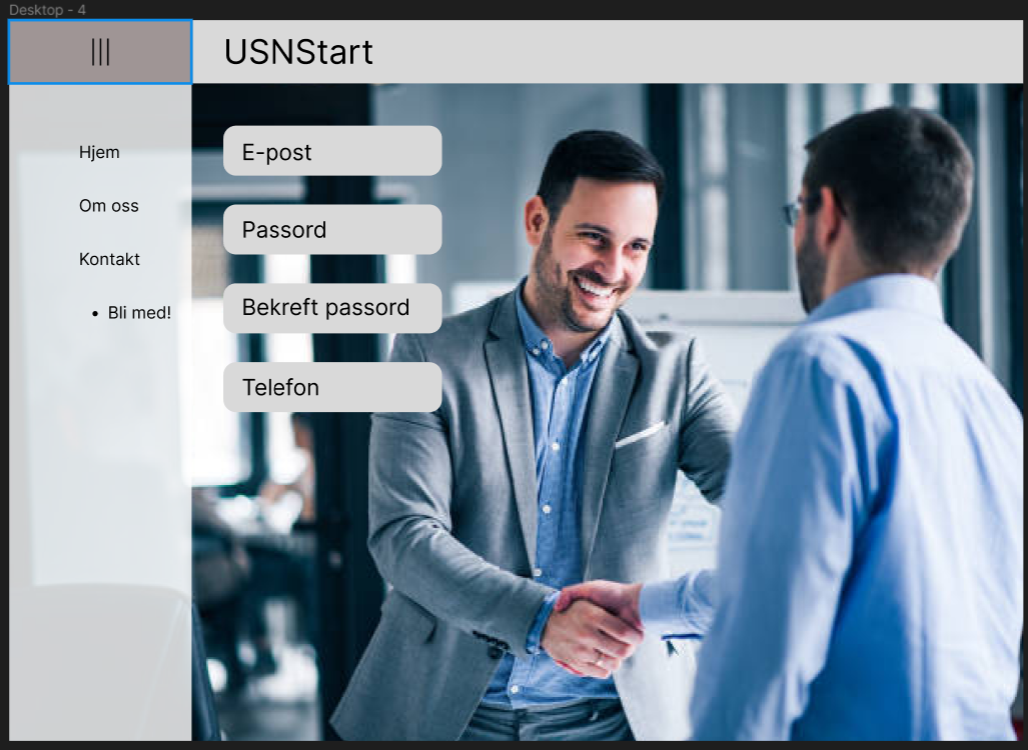 Desktop - 4
USNStart
Hjem
Om oss
Kontakt
• Bli med!
E-post
Passord
Bekreft passord
Telefon